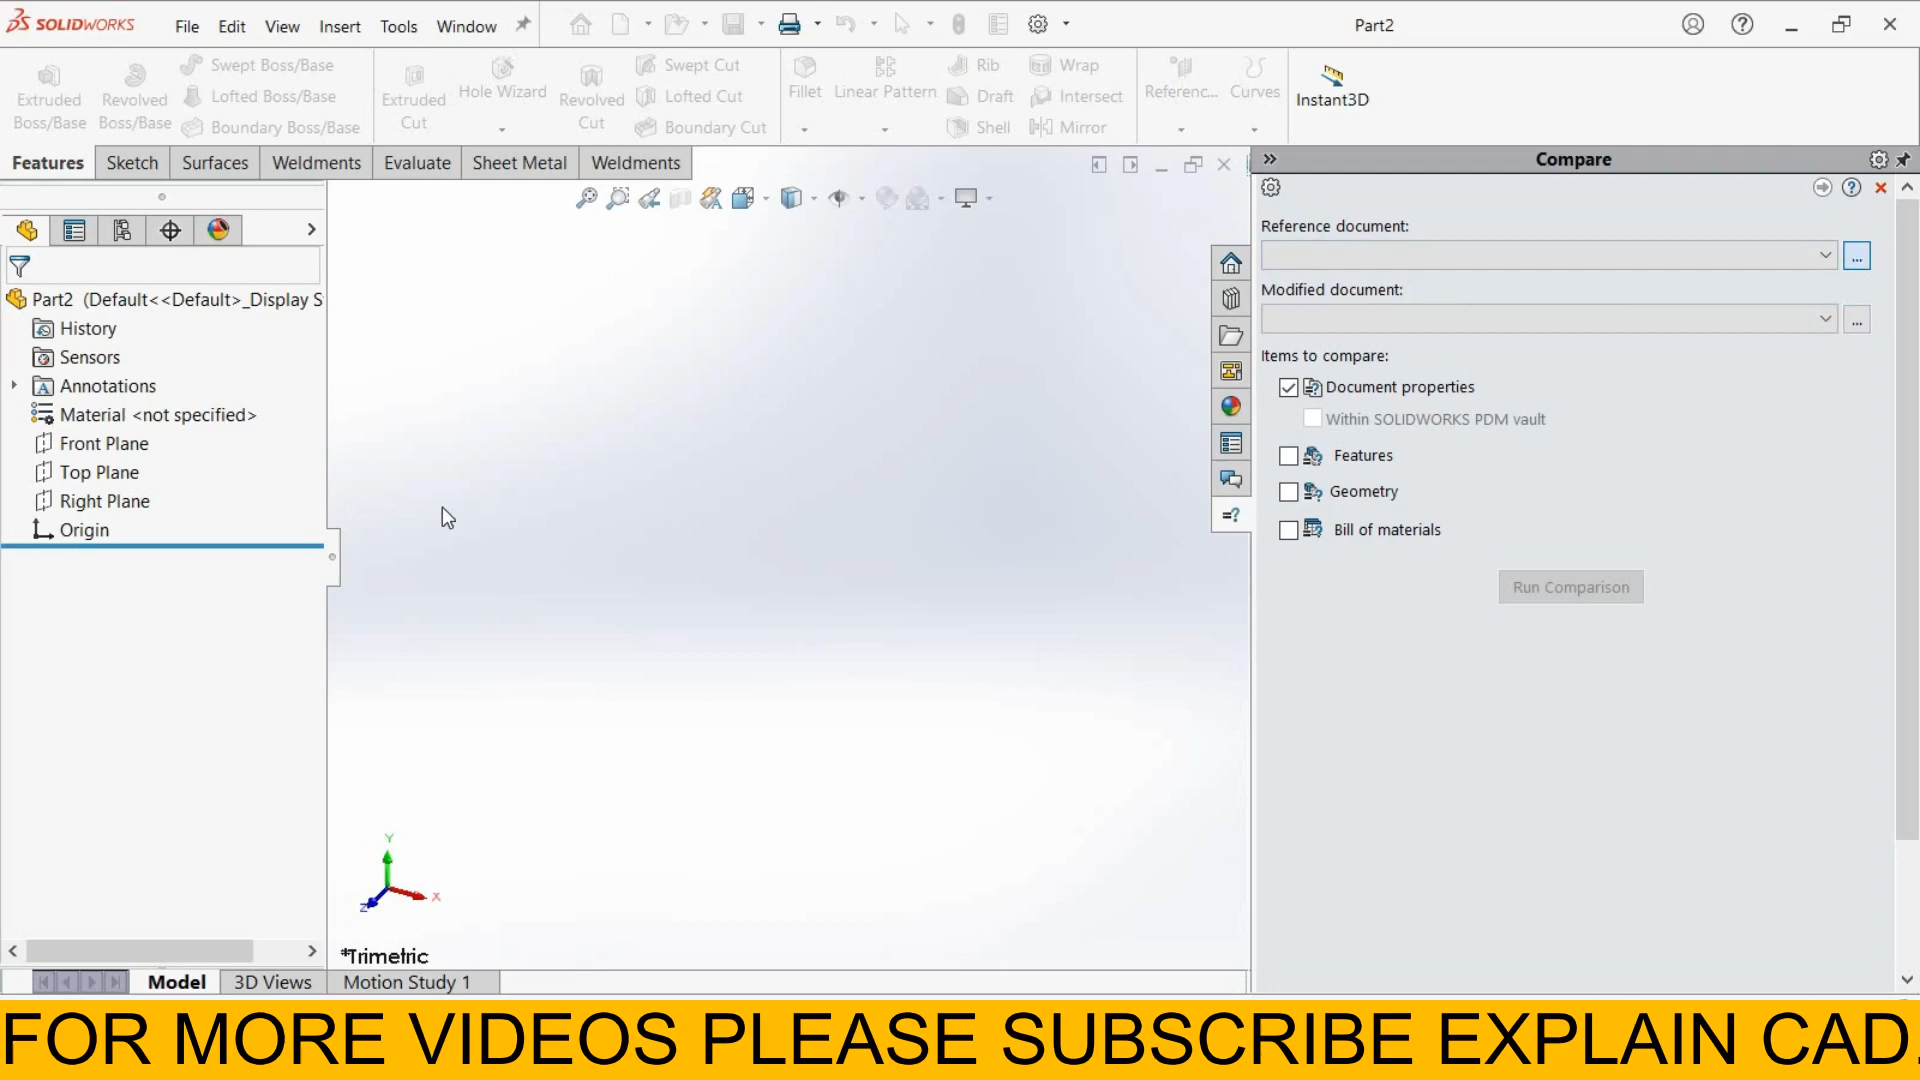 SOLIDWORKS File Edit View Insert Tools Window Part2
Extruded Boss/Base
Revolved Boss/Base
Swept Boss/Base
Lofted Boss/Base
Boundary Boss/Base
Extruded Cut
Hole Wizard
Revolved Cut
Swept Cut
Lofted Cut
Boundary Cut
Fillet
Linear Pattern
Rib
Draft
Shell
Wrap
Intersect
Mirror
Referenc...
Curves
Instant3D
Features Sketch Surfaces Weldments Evaluate Sheet Metal Weldments
Part2 (Default<<Default>_Display S
History
Sensors
Annotations
Material <not specified>
Front Plane
Top Plane
Right Plane
Origin
Y
X
Z
*Trimetric
Model 3D Views Motion Study 1
Compare
Reference document:
...
Modified document:
...
Items to compare:
Document properties
Within SOLIDWORKS PDM vault
Features
Geometry
Bill of materials
Run Comparison
FOR MORE VIDEOS PLEASE SUBSCRIBE EXPLAIN CAD.